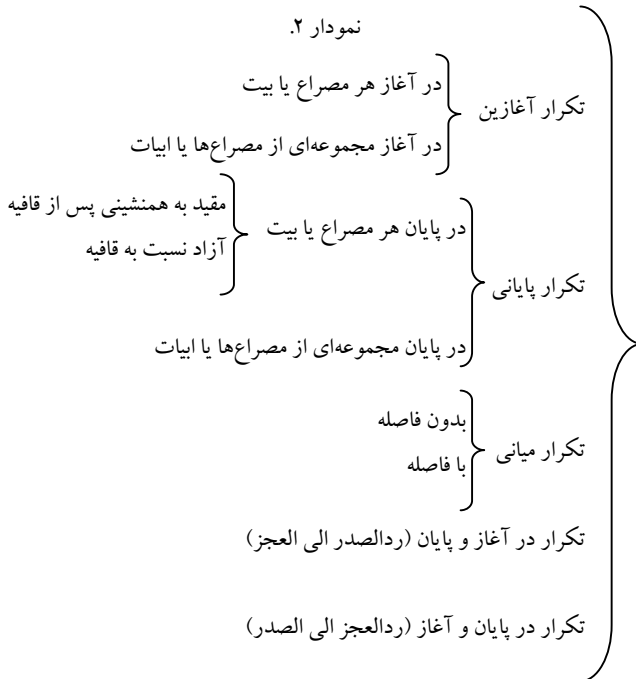 نمودار ۲.
تکرار آغازین
در آغاز هر مصراع یا بیت
در آغاز مجموعه‌ای از مصراع‌ها یا ابیات
تکرار پایانی
در پایان هر مصراع یا بیت
مقید به همنشینی پس از قافیه
آزاد نسبت به قافیه
در پایان مجموعه‌ای از مصراع‌ها یا ابیات
تکرار میانی
بدون فاصله
با فاصله
تکرار در آغاز و پایان (ردالصدر الی العجز)
تکرار در پایان و آغاز (ردالعجز الی الصدر)